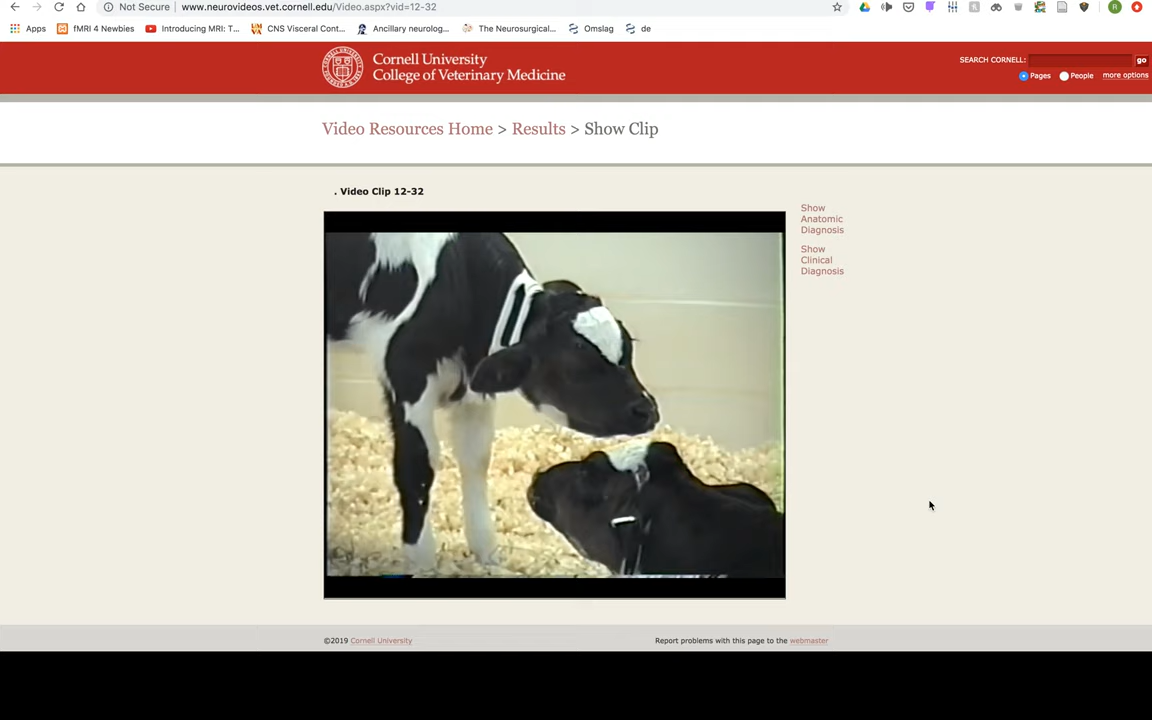 Not Secure www.neurovideos.vet.cornell.edu/Video.aspx?vid=12-32
Apps fMRI 4 Newbies Introducing MRI: T... CNS Visceral Cont... Ancillary neurolog... The Neurosurgical... Omslag de
Cornell University
College of Veterinary Medicine
SEARCH CORNELL: go
Pages People more options
Video Resources Home > Results > Show Clip
. Video Clip 12-32
Show
Anatomic
Diagnosis
Show
Clinical
Diagnosis
©2019 Cornell University
Report problems with this page to the webmaster